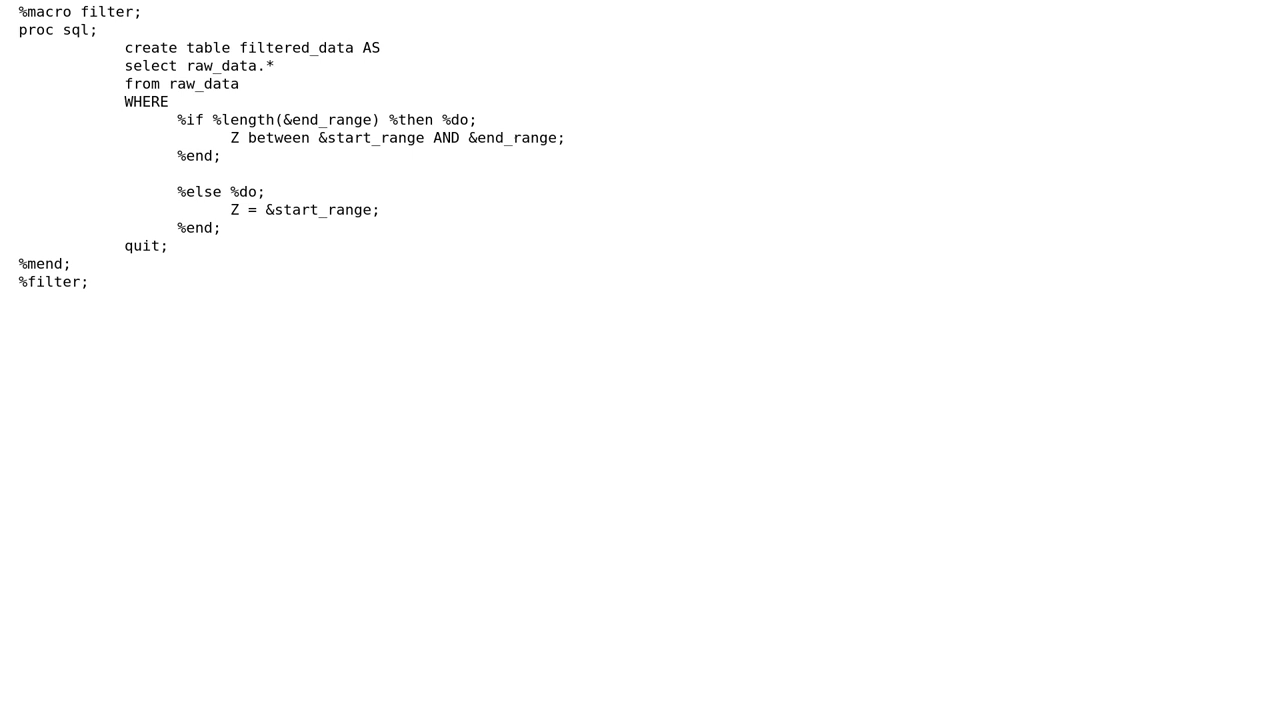 %macro filter;
proc sql;
            create table filtered_data AS
            select raw_data.*
            from raw_data
            WHERE
                  %if %length(&end_range) %then %do;
                        Z between &start_range AND &end_range;
                  %end;

                  %else %do;
                        Z = &start_range;
                  %end;
            quit;
%mend;
%filter;